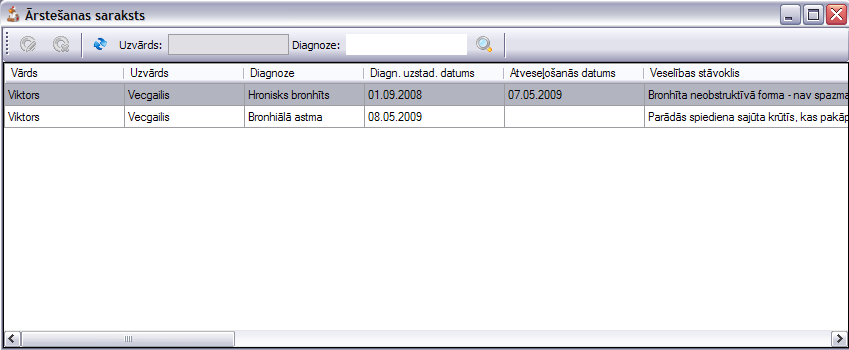 Ārstešanas saraksts
Uzvārds: Diagnoze:
Vārds Uzvārds Diagnoze Diagn. uzstad. datums Atveseļošanās datums Veselības stāvoklis
Viktors Vecgailis Hronisks bronhīts 01.09.2008 07.05.2009 Bronhīta neobstruktīvā forma - nav spazma
Viktors Vecgailis Bronhiālā astma 08.05.2009 Parādās spiediena sajūta krūtīs, kas pakāp